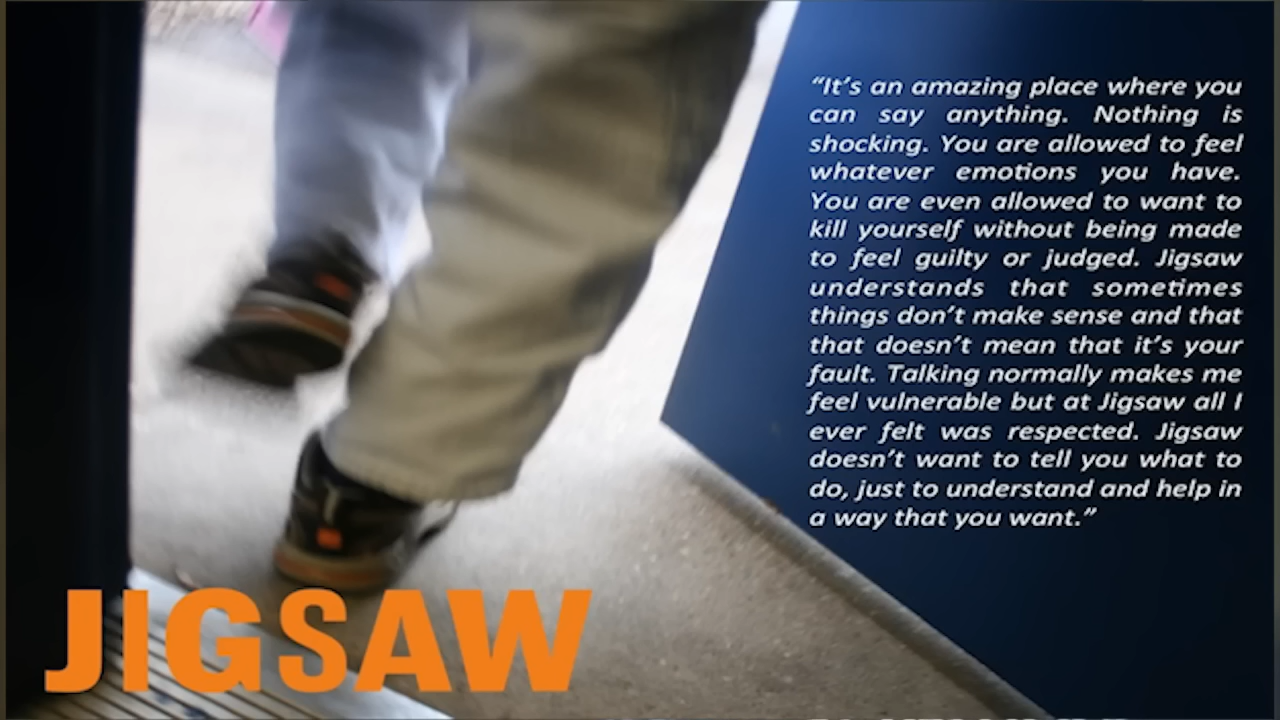 “It’s an amazing place where you
can say anything. Nothing is
shocking. You are allowed to feel
whatever emotions you have.
You are even allowed to want to
kill yourself without being made
to feel guilty or judged. Jigsaw
understands that sometimes
things don’t make sense and that
that doesn’t mean that it’s your
fault. Talking normally makes me
feel vulnerable but at Jigsaw all I
ever felt was respected. Jigsaw
doesn’t want to tell you what to
do, just to understand and help in
a way that you want.”
JIGSAW